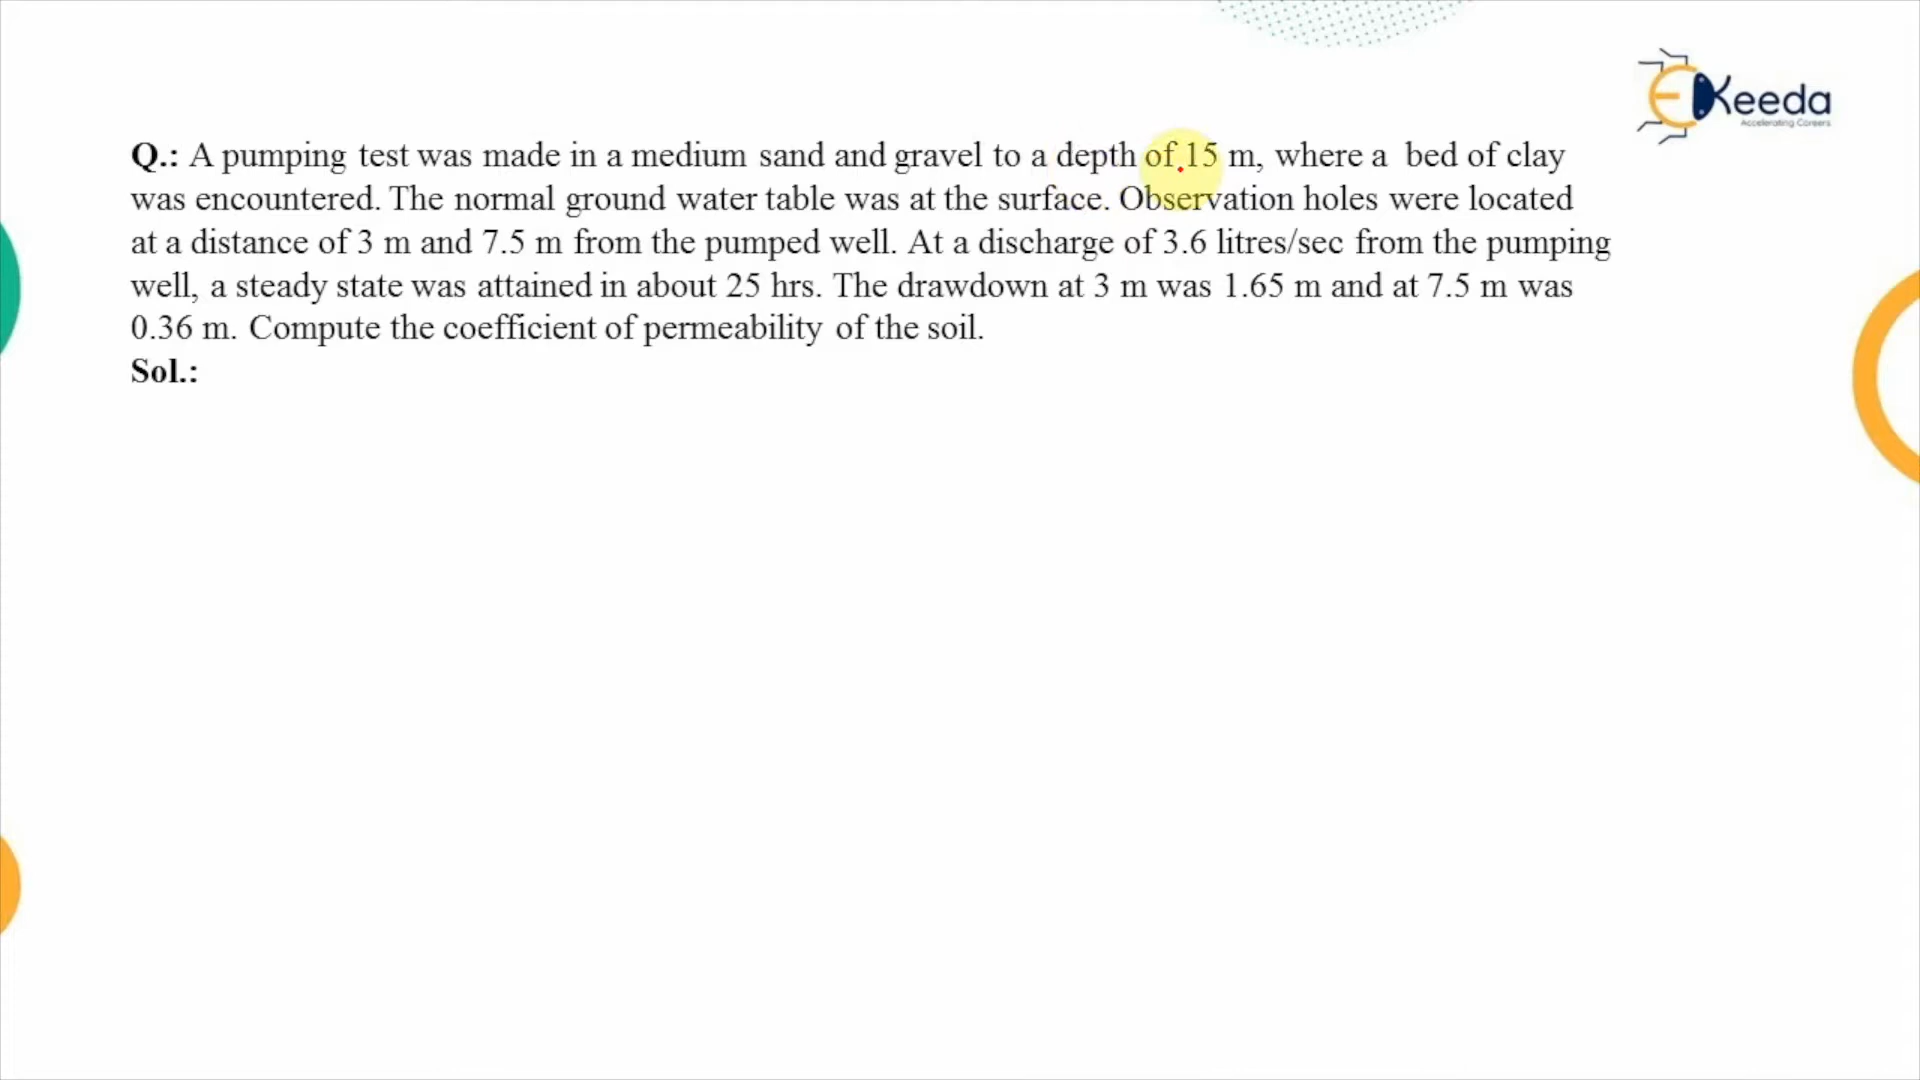 Keeda
Accelerating Careers
Q.: A pumping test was made in a medium sand and gravel to a depth of 15 m, where a bed of clay
was encountered. The normal ground water table was at the surface. Observation holes were located
at a distance of 3 m and 7.5 m from the pumped well. At a discharge of 3.6 litres/sec from the pumping
well, a steady state was attained in about 25 hrs. The drawdown at 3 m was 1.65 m and at 7.5 m was
0.36 m. Compute the coefficient of permeability of the soil.
Sol.: